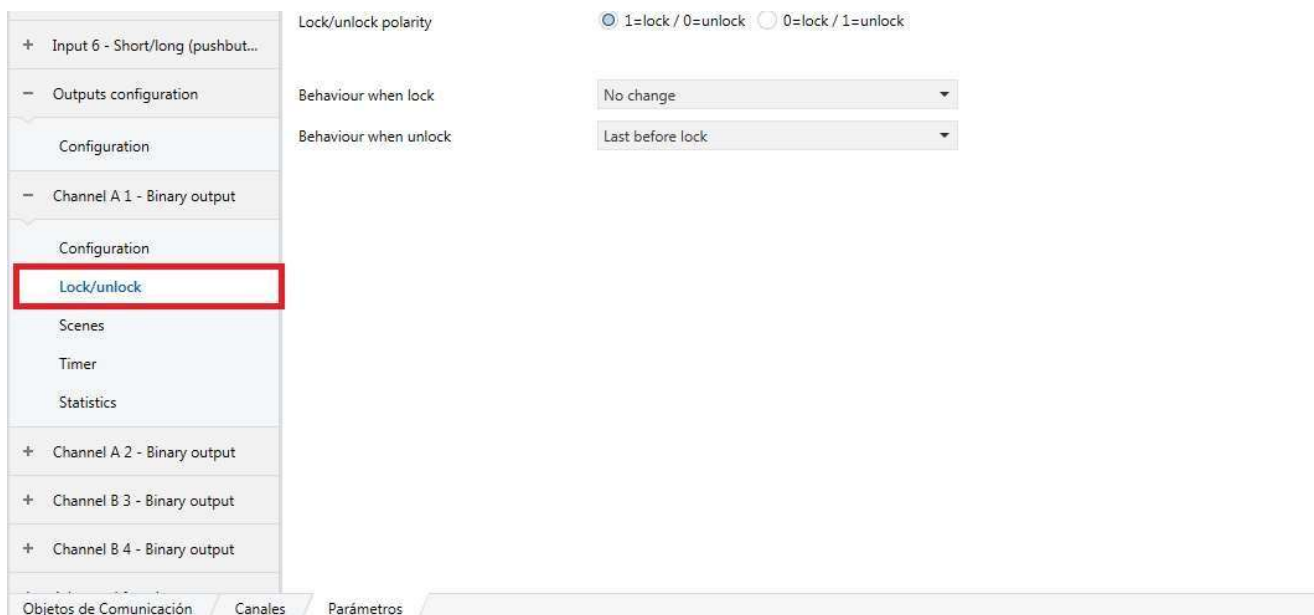 Lock/unlock polarity 1=lock / 0=unlock 0=lock / 1=unlock
+ Input 6 - Short/long (pushbut...
− Outputs configuration
Behaviour when lock No change
Configuration
Behaviour when unlock Last before lock
− Channel A 1 - Binary output
Configuration
Lock/unlock
Scenes
Timer
Statistics
+ Channel A 2 - Binary output
+ Channel B 3 - Binary output
+ Channel B 4 - Binary output
Objetos de Comunicación Canales Parámetros